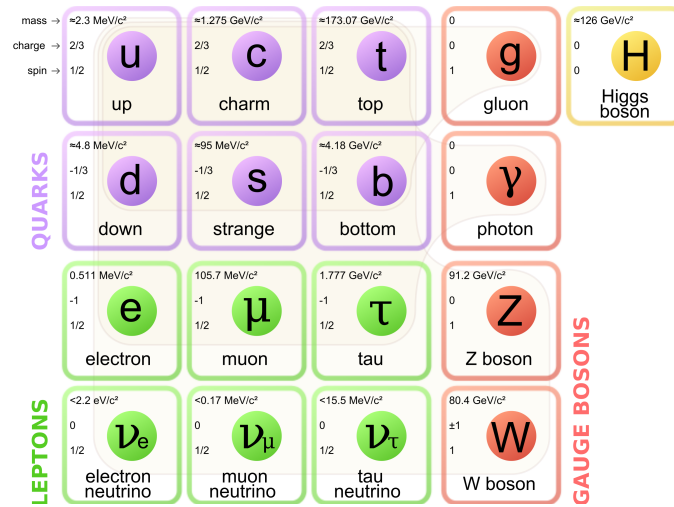 mass → ≈2.3 MeV/c² ≈1.275 GeV/c² ≈173.07 GeV/c² 0 ≈126 GeV/c²
charge → 2/3 2/3 2/3 0 0
spin → 1/2 1/2 1/2 1 0
u c t g H
up charm top gluon Higgs
boson
≈4.8 MeV/c² ≈95 MeV/c² ≈4.18 GeV/c² 0
-1/3 -1/3 -1/3 0
1/2 1/2 1/2 1
d s b γ
down strange bottom photon
QUARKS
0.511 MeV/c² 105.7 MeV/c² 1.777 GeV/c² 91.2 GeV/c²
-1 -1 -1 0
1/2 1/2 1/2 1
e μ τ Z
electron muon tau Z boson
<2.2 eV/c² <0.17 MeV/c² <15.5 MeV/c² 80.4 GeV/c²
0 0 0 ±1
1/2 1/2 1/2 1
νe νμ ντ W
electron muon tau W boson
neutrino neutrino neutrino
LEPTONS
GAUGE BOSONS